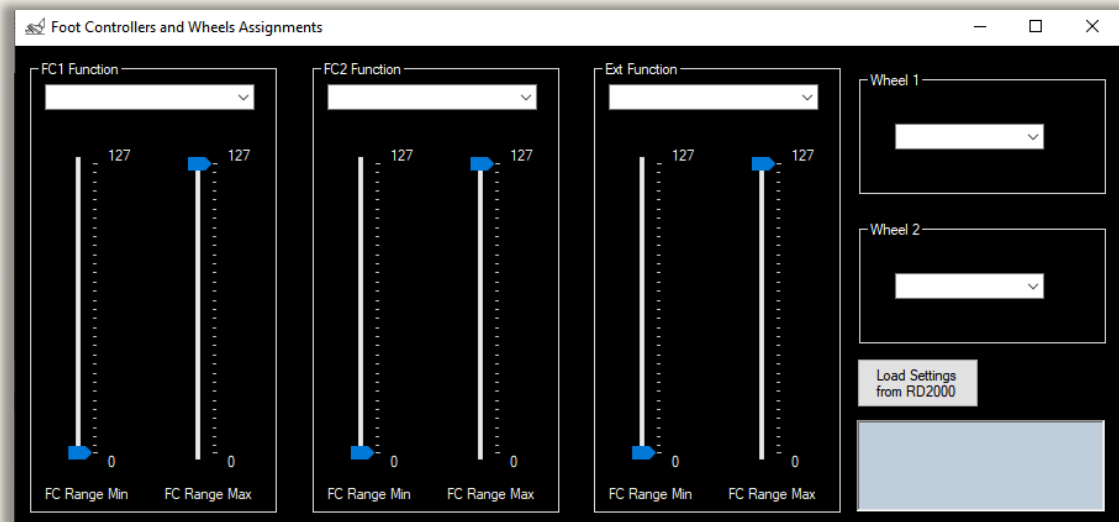 Foot Controllers and Wheels Assignments
FC1 Function
FC2 Function
Ext Function
Wheel 1
127 127 127 127 127 127
Wheel 2
Load Settings
from RD2000
0 0 0 0 0 0
FC Range Min FC Range Max FC Range Min FC Range Max FC Range Min FC Range Max